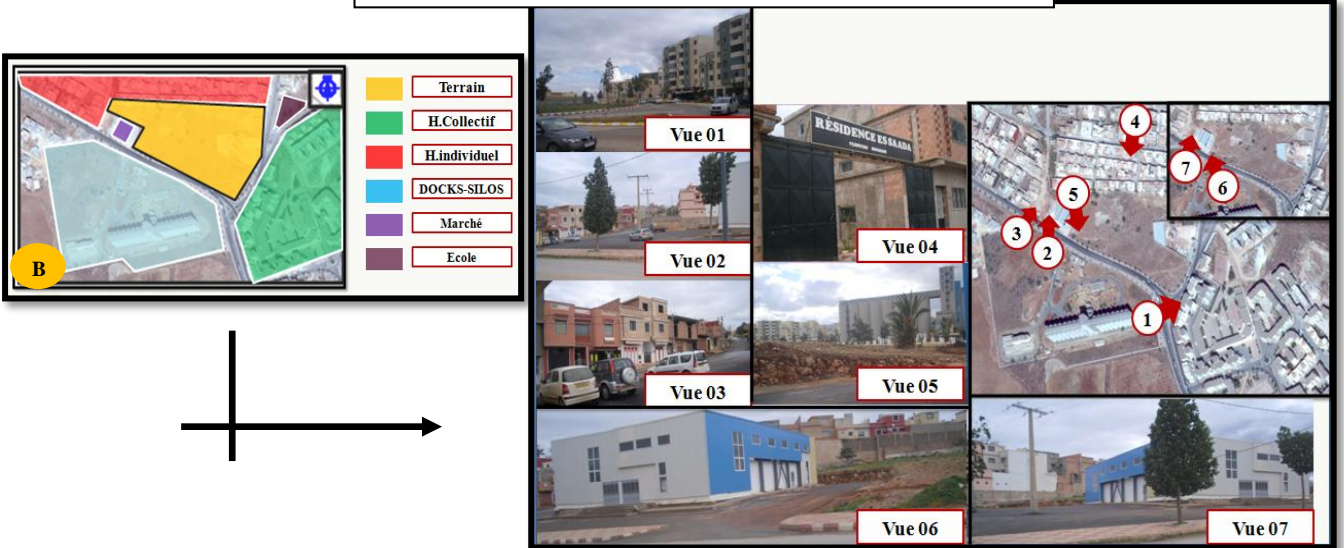 Terrain
H.Collectif
H.individuel
DOCKS-SILOS
Marché
Ecole
B
Vue 01
Vue 02
Vue 03
RÉSIDENCE ES SAADA
Vue 04
Vue 05
Vue 06
Vue 07
4
7
6
5
3
2
1